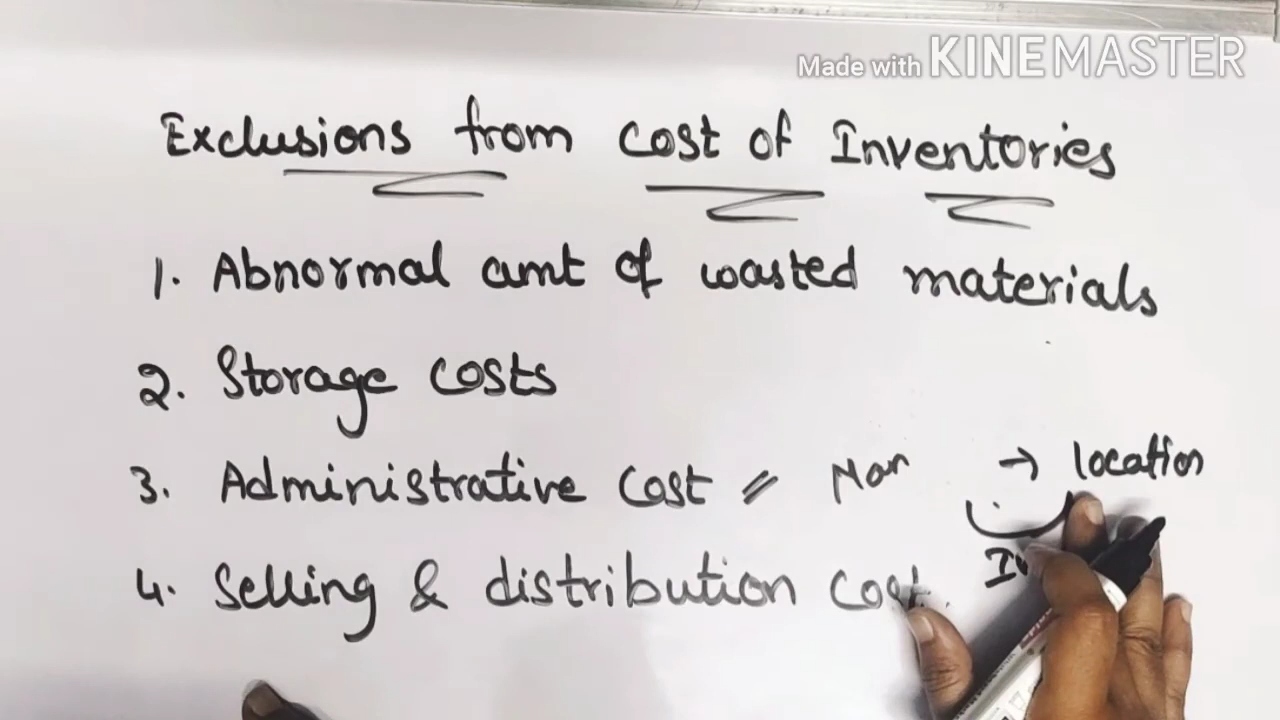 Made with KINEMASTER
Exclusions from cost of Inventories
1. Abnormal amt of wasted materials
2. Storage costs
3. Administrative cost Man → location
4. Selling & distribution cost.